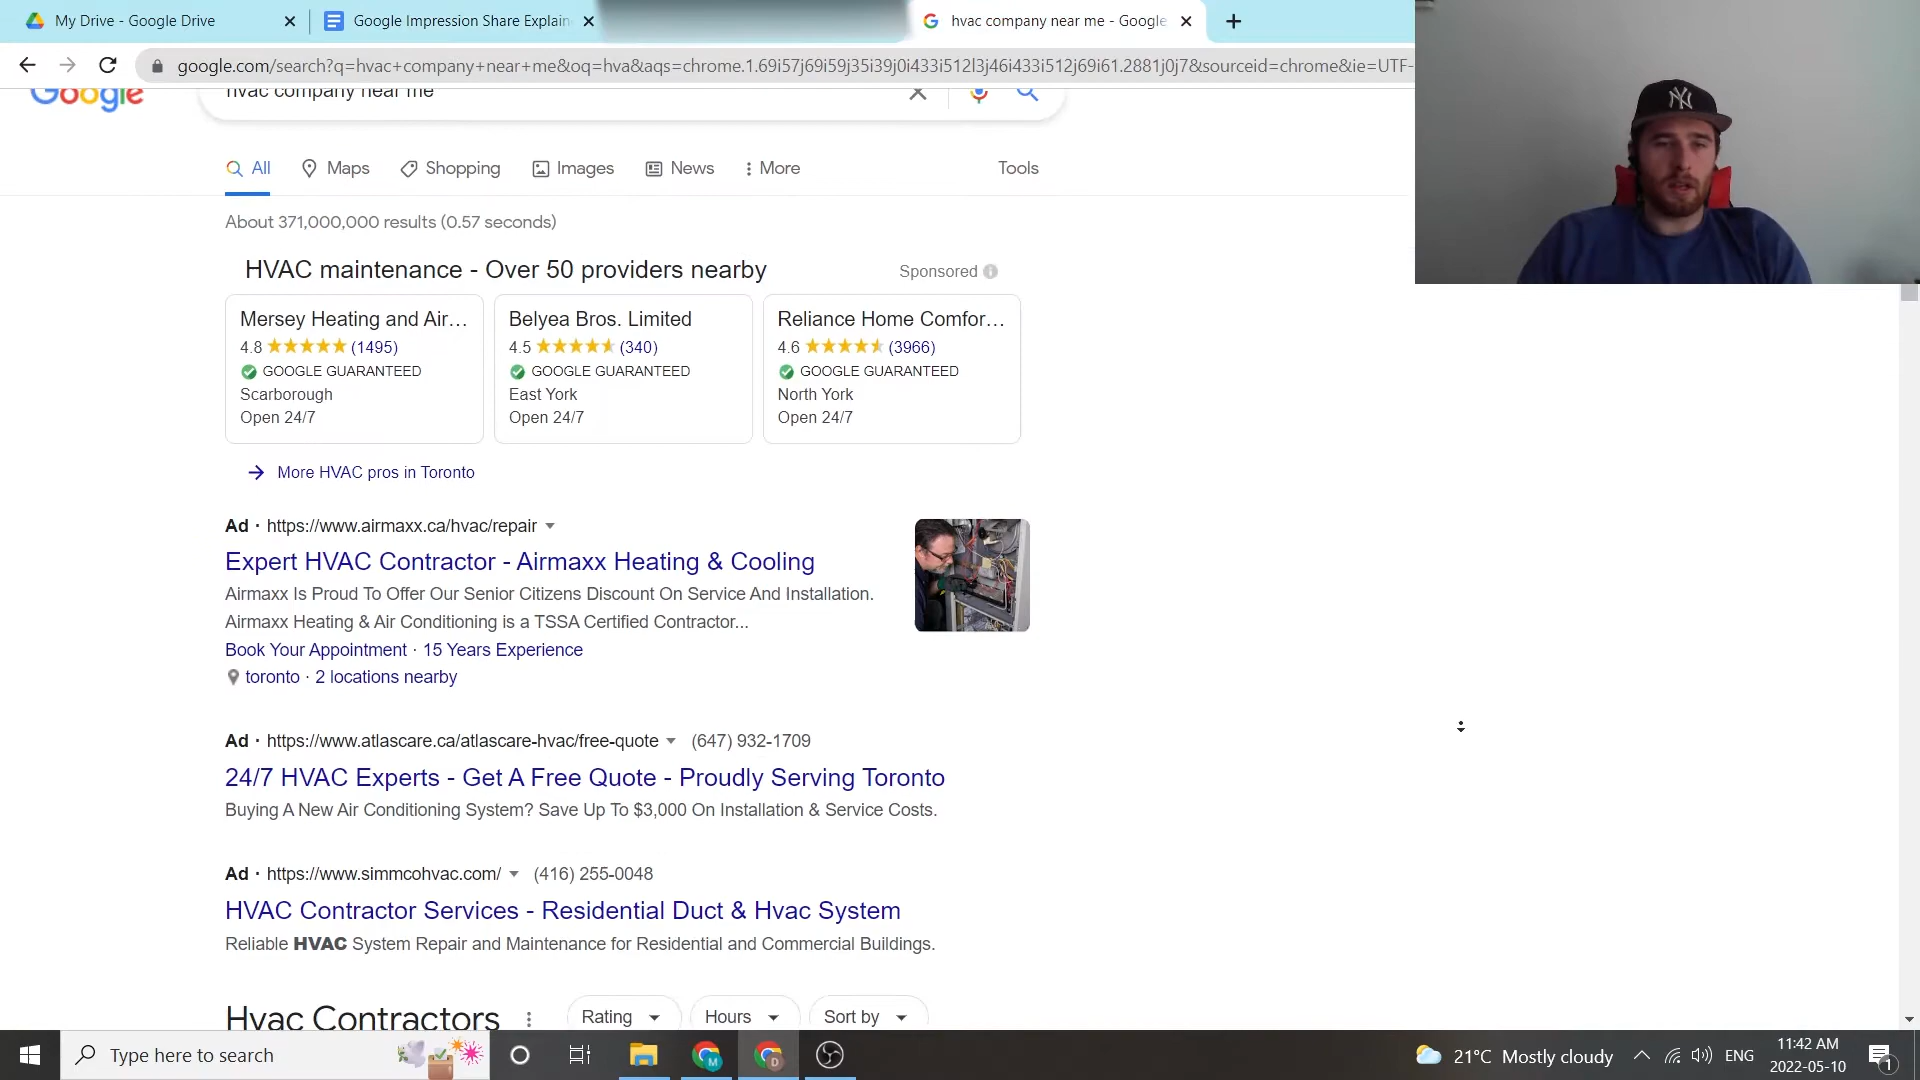 My Drive - Google Drive
Google Impression Share Explain
hvac company near me - Google
google.com/search?q=hvac+company+near+me&oq=hva&aqs=chrome.1.69i57j69i59j35i39j0i433i512l3j46i433i512j69i61.2881j0j7&sourceid=chrome&ie=UTF-
Google
hvac company near me
All Maps Shopping Images News More Tools
About 371,000,000 results (0.57 seconds)
HVAC maintenance - Over 50 providers nearby
Sponsored
Mersey Heating and Air...
4.8 (1495)
GOOGLE GUARANTEED
Scarborough
Open 24/7
Belyea Bros. Limited
4.5 (340)
GOOGLE GUARANTEED
East York
Open 24/7
Reliance Home Comfor...
4.6 (3966)
GOOGLE GUARANTEED
North York
Open 24/7
More HVAC pros in Toronto
Ad · https://www.airmaxx.ca/hvac/repair
Expert HVAC Contractor - Airmaxx Heating & Cooling
Airmaxx Is Proud To Offer Our Senior Citizens Discount On Service And Installation.
Airmaxx Heating & Air Conditioning is a TSSA Certified Contractor...
Book Your Appointment · 15 Years Experience
toronto · 2 locations nearby
Ad · https://www.atlascare.ca/atlascare-hvac/free-quote (647) 932-1709
24/7 HVAC Experts - Get A Free Quote - Proudly Serving Toronto
Buying A New Air Conditioning System? Save Up To $3,000 On Installation & Service Costs.
Ad · https://www.simmcohvac.com/ (416) 255-0048
HVAC Contractor Services - Residential Duct & Hvac System
Reliable HVAC System Repair and Maintenance for Residential and Commercial Buildings.
Hvac Contractors
Rating Hours Sort by
Type here to search
M
D
21°C Mostly cloudy
ENG
11:42 AM
2022-05-10
1
NY